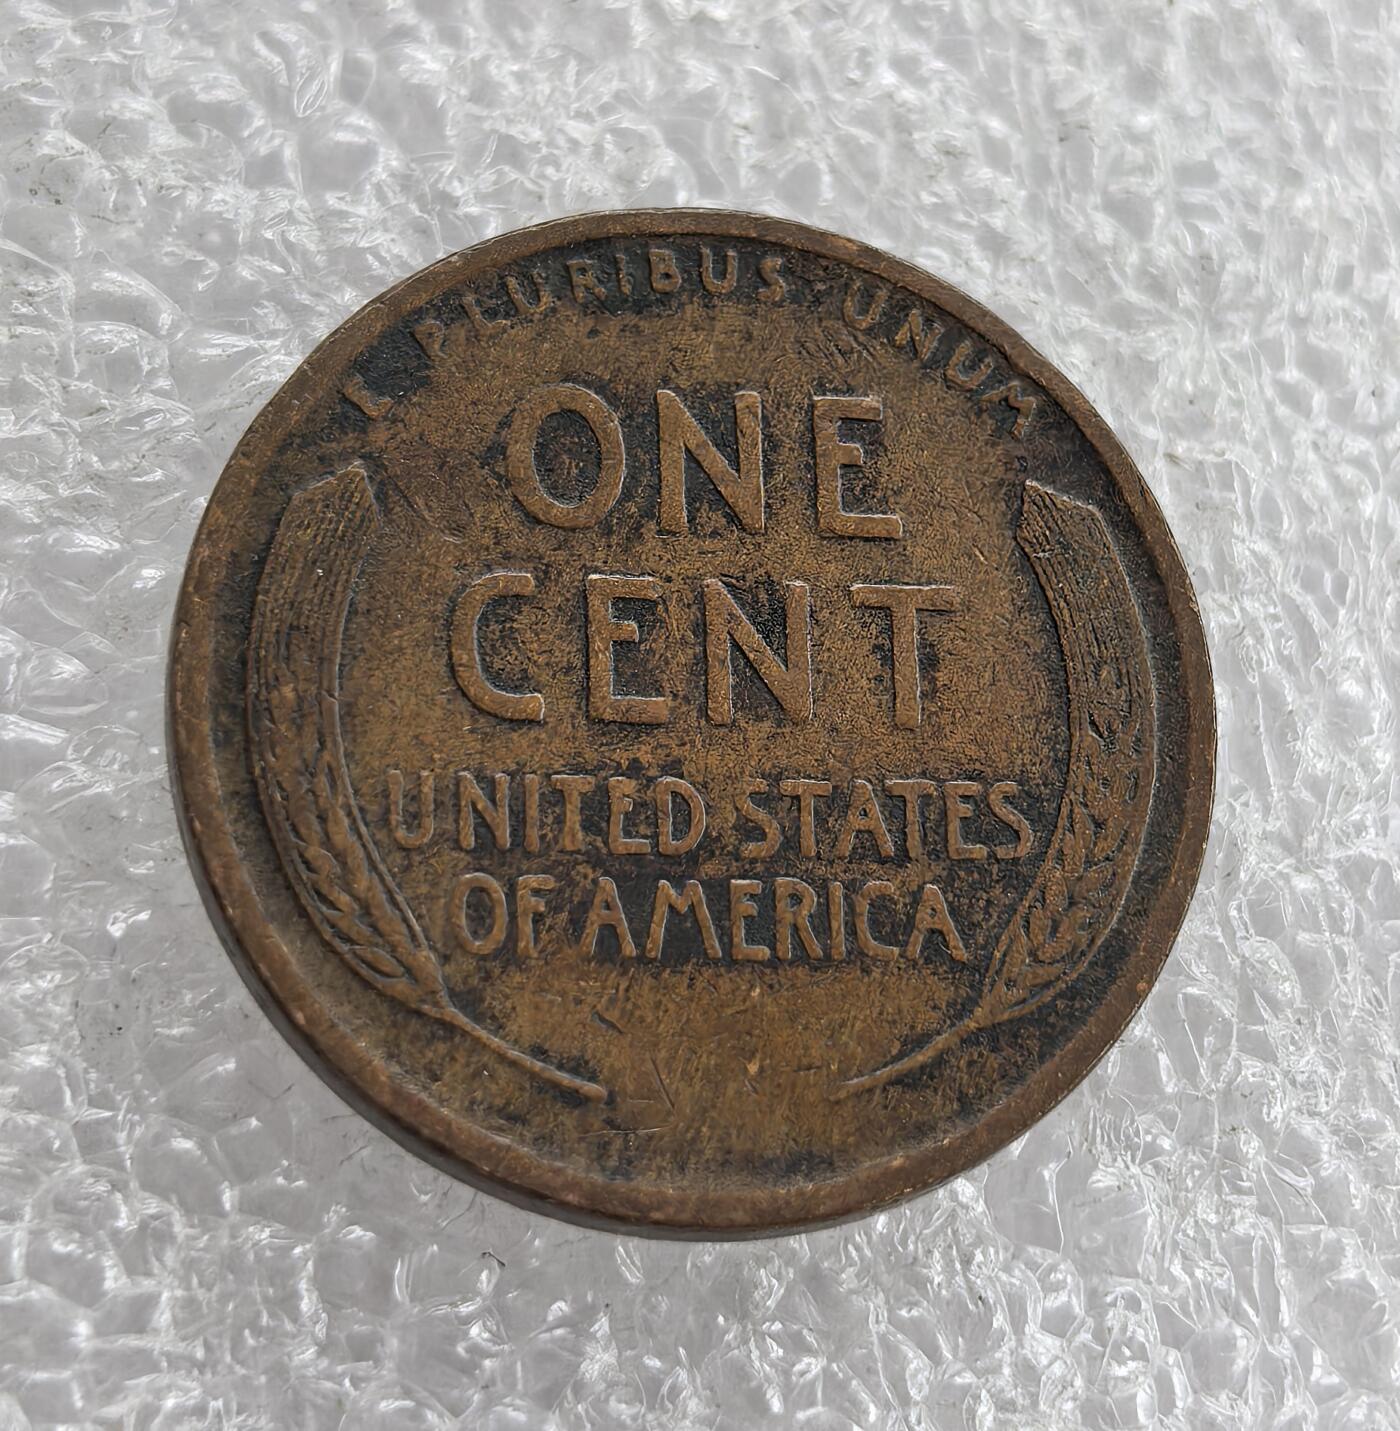 E PLURIBUS UNUM
ONE
CENT
UNITED STATES
OF AMERICA